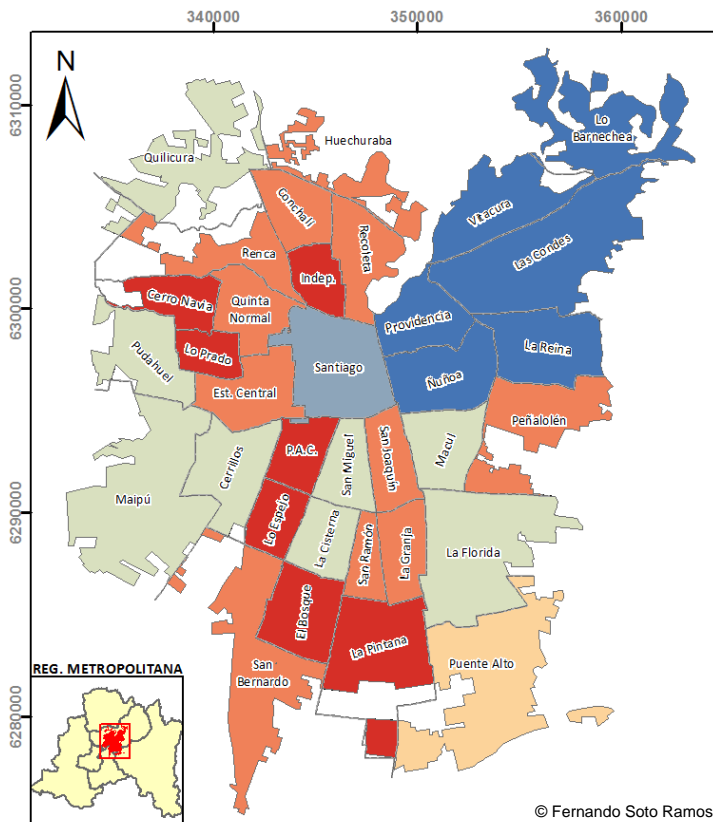 340000
350000
360000
N
6310000
6300000
6290000
6280000
Lo
Barnechea
Huechuraba
Quilicura
Conchalí
Recoleta
Vitacura
Las Condes
Renca
Indep.
Cerro Navia
Quinta
Normal
Providencia
La Reina
Pudahuel
Lo Prado
Santiago
Ñuñoa
Est. Central
Peñalolén
P.A.C.
San Miguel
San Joaquín
Macul
Cerrillos
Maipú
Lo Espejo
La Cisterna
San Ramón
La Granja
La Florida
El Bosque
La Pintana
San
Bernardo
Puente Alto
REG. METROPOLITANA
© Fernando Soto Ramos